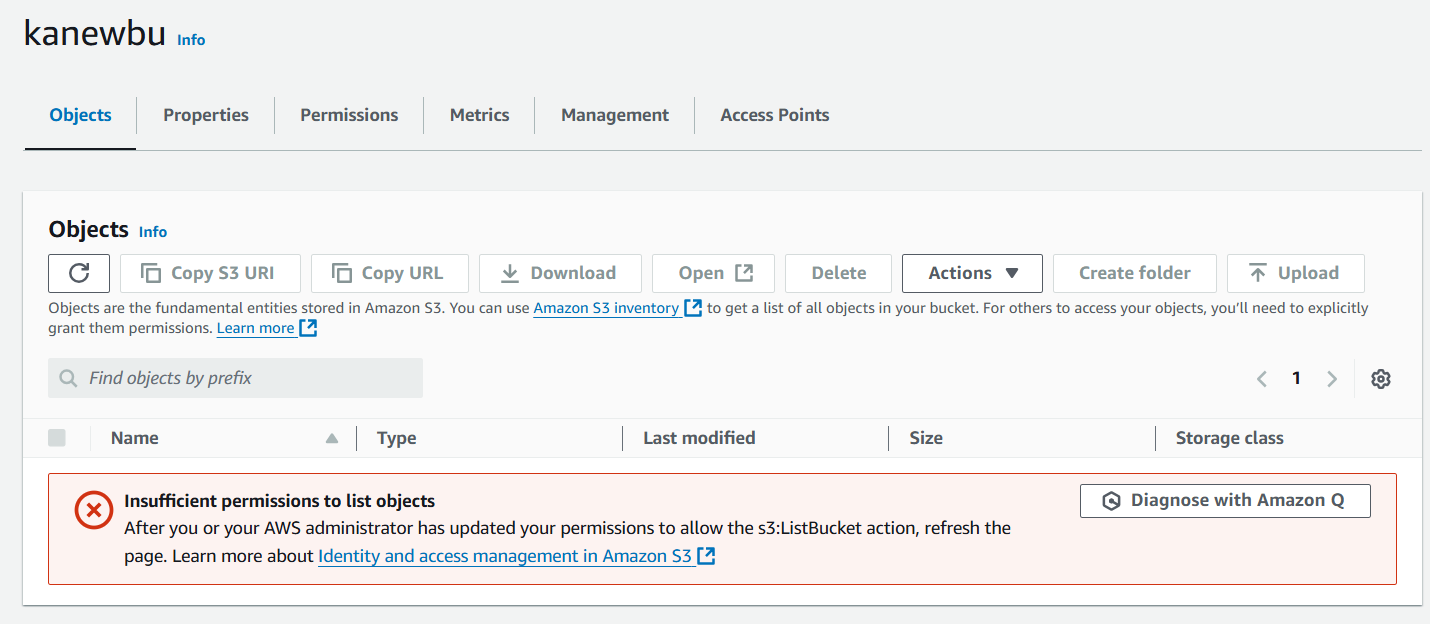 kanewbu Info
Objects Properties Permissions Metrics Management Access Points
Objects Info
Copy S3 URI Copy URL Download Open Delete Actions Create folder Upload
Objects are the fundamental entities stored in Amazon S3. You can use Amazon S3 inventory to get a list of all objects in your bucket. For others to access your objects, you’ll need to explicitly
grant them permissions. Learn more
Find objects by prefix 1
Name Type Last modified Size Storage class
Insufficient permissions to list objects Diagnose with Amazon Q
After you or your AWS administrator has updated your permissions to allow the s3:ListBucket action, refresh the
page. Learn more about Identity and access management in Amazon S3